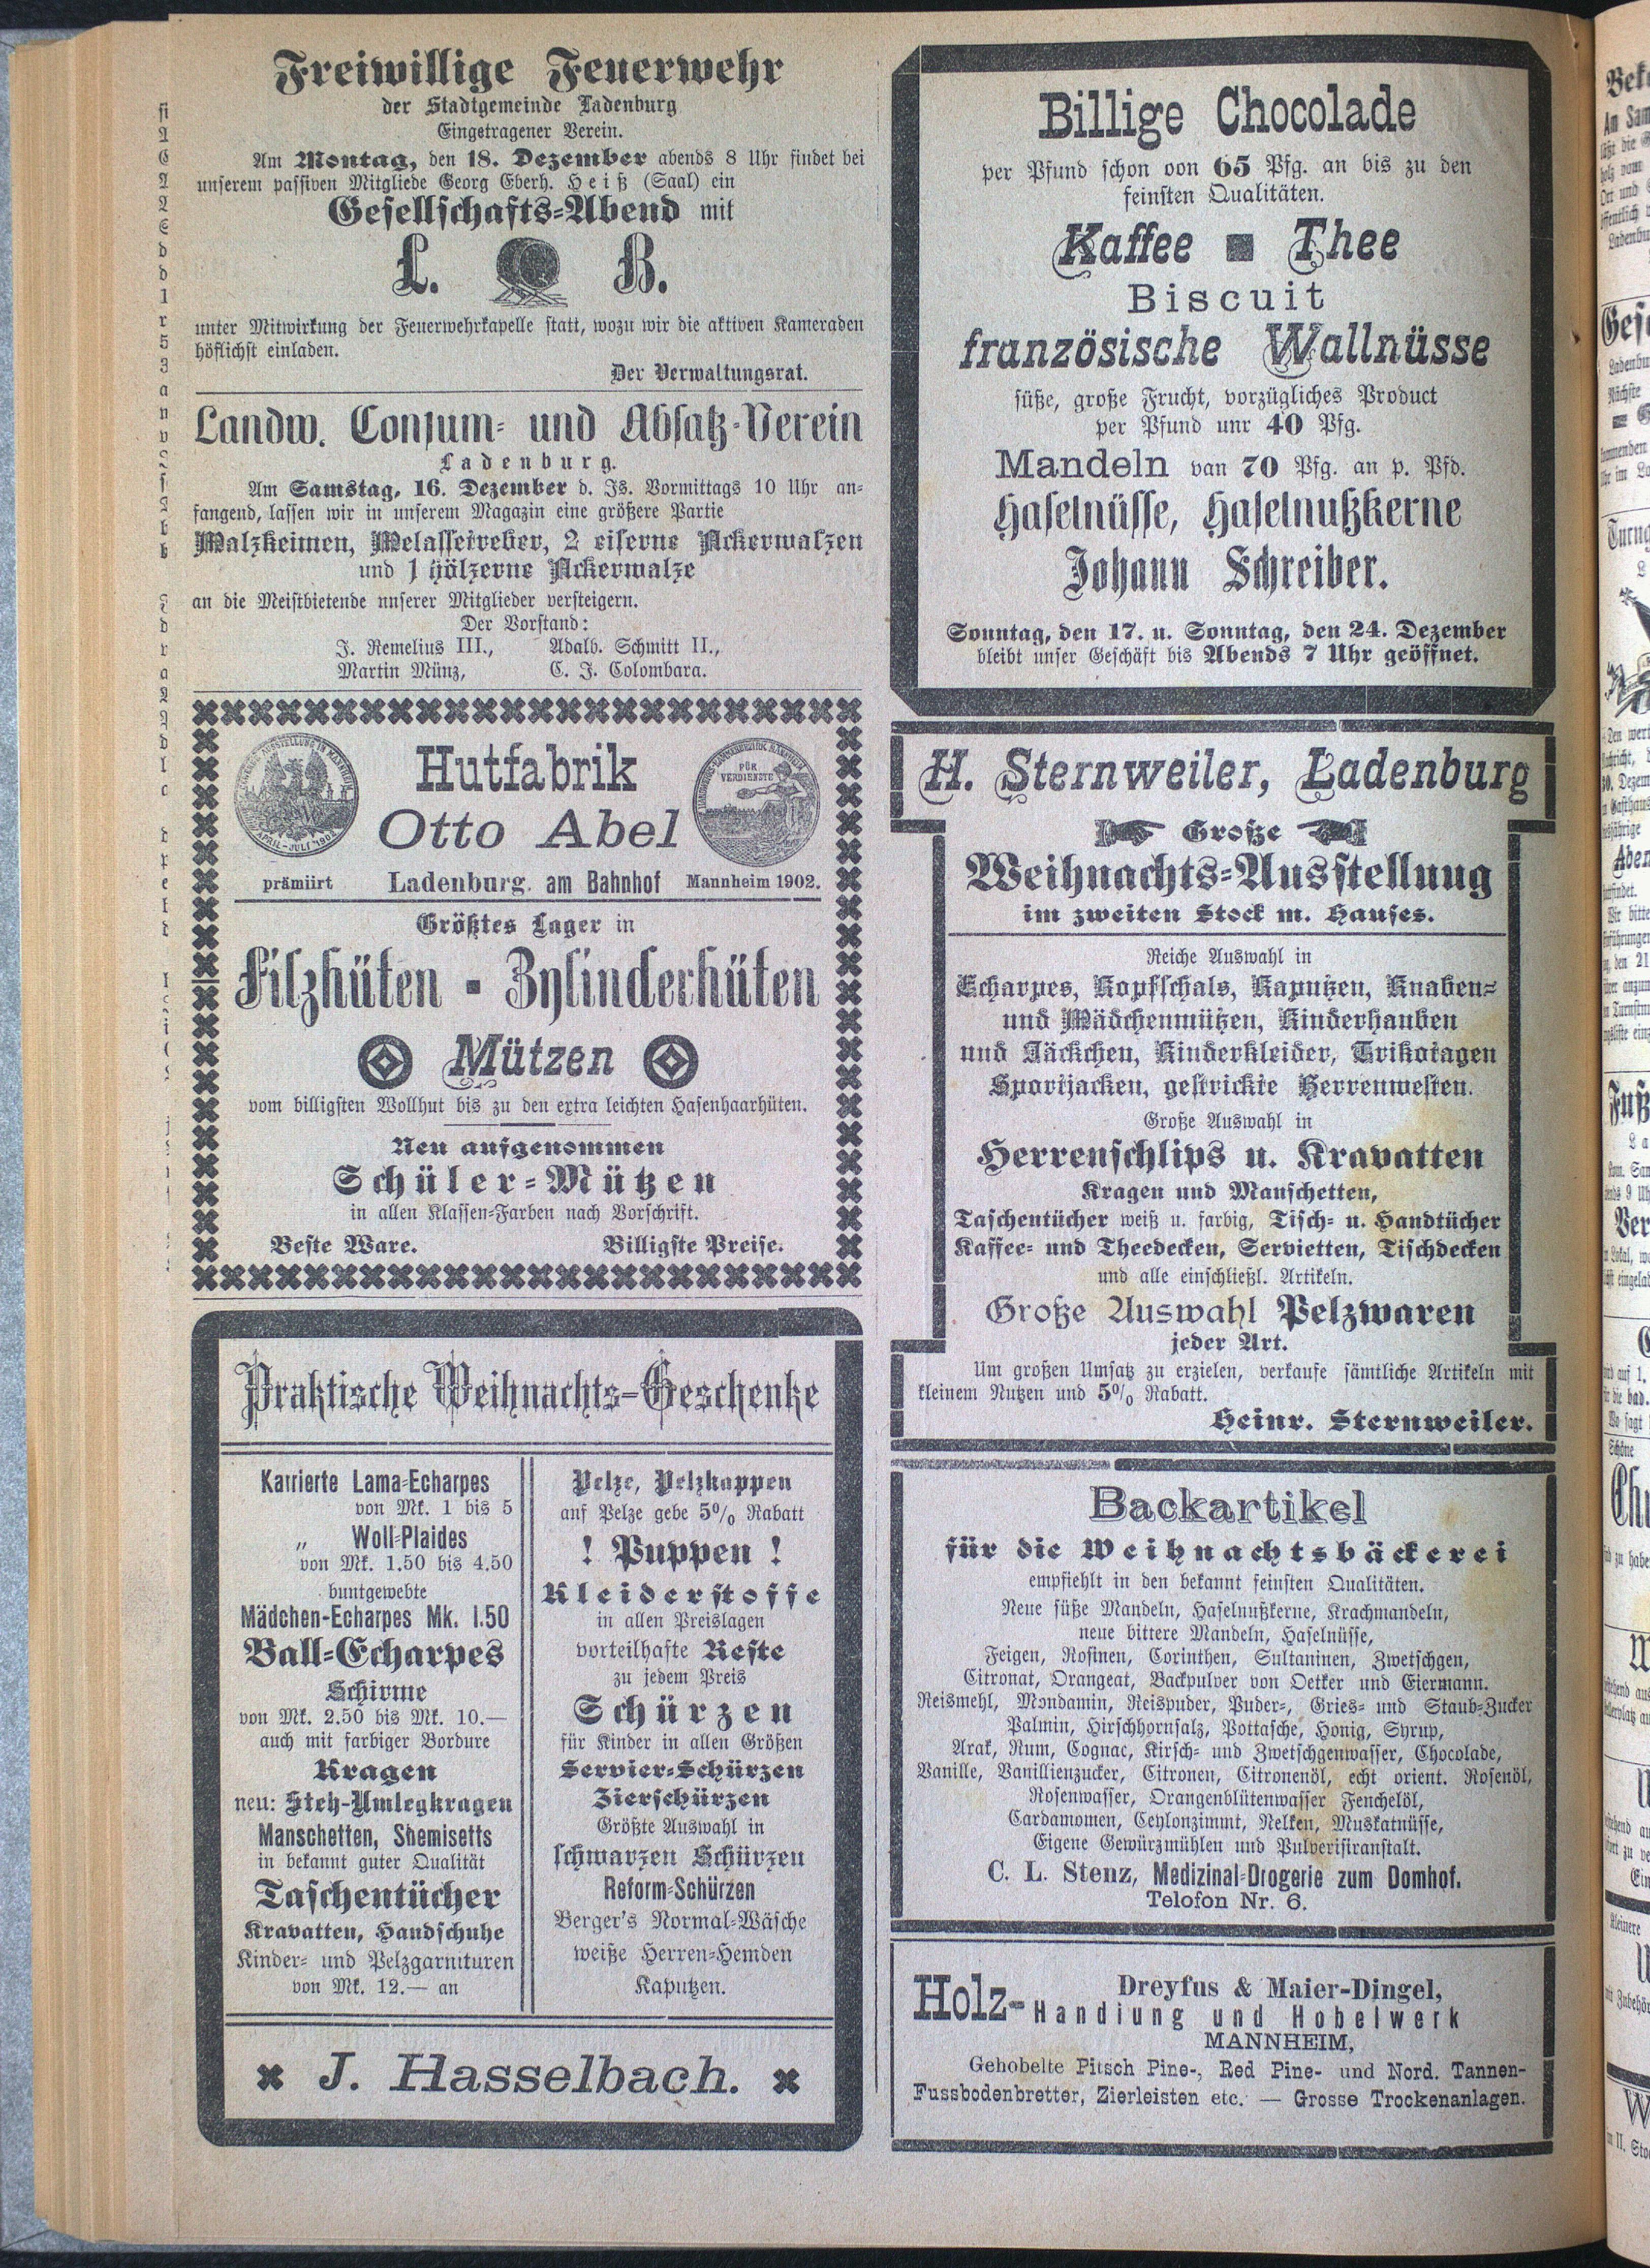 Freiwillige Feuerwehr
der Stadtgemeinde Ladenburg
Eingetragener Verein.
Am Montag, den 18. Dezember abends 8 Uhr findet bei
unserem passiven Mitgliede Georg Eberh. Heiß (Saal) ein
Gesellschafts-Abend mit
L. B.
unter Mitwirkung der Feuerwehrkapelle statt, wozu wir die aktiven Kameraden
höflichst einladen.
Der Verwaltungsrat.
Landw. Consum- und Absatz-Verein
Ladenburg.
Am Samstag, 16. Dezember d. Js. Vormittags 10 Uhr an-
fangend, lassen wir in unserem Magazin eine größere Partie
Malzkeimen, Melassetreber, 2 eiserne Ackerwalzen
und 1 hölzerne Ackerwalze
an die Meistbietende nnserer Mitglieder versteigern.
Der Vorstand:
J. Remelius III., Adalb. Schmitt II.,
Martin Münz, C. J. Colombara.
Hutfabrik
FÜR
VERDIENSTE
Otto Abel
APRIL-JULI 1902
prämiirt Ladenburg. am Bahnhof Mannheim 1902.
Größtes Lager in
Filzhüten - Zylinderhüten
Mützen
vom billigsten Wollhut bis zu den extra leichten Hasenhaarhüten.
Neu aufgenommen
Schüler-Mützen
in allen Klassen-Farben nach Vorschrift.
Beste Ware. Billigste Preise.
Praktische Weihnachts-Geschenke
Karrierte Lama-Echarpes
von Mk. 1 bis 5
„ Woll-Plaides
von Mk. 1.50 bis 4.50
buntgewebte
Mädchen-Echarpes Mk. 1.50
Ball-Echarpes
Schirme
von Mk. 2.50 bis Mk. 10.—
auch mit farbiger Bordure
Kragen
neu: Steh-Umlegkragen
Manschetten, Shemisetts
in bekannt guter Qualität
Taschentücher
Kravatten, Handschuhe
Kinder- und Pelzgarnituren
von Mk. 12.— an
Pelze, Pelzkappen
auf Pelze gebe 5% Rabatt
! Puppen !
Kleiderstoffe
in allen Preislagen
vorteilhafte Reste
zu jedem Preis
Schürzen
für Kinder in allen Größen
Servier-Schürzen
Zierschürzen
Größte Auswahl in
schwarzen Schürzen
Reform-Schürzen
Berger's Normal-Wäsche
weiße Herren-Hemden
Kaputzen.
J. Hasselbach.
Billige Chocolade
per Pfund schon oon 65 Pfg. an bis zu den
feinsten Qualitäten.
Kaffee ■ Thee
Biscuit
französische Wallnüsse
süße, große Frucht, vorzügliches Product
per Pfund unr 40 Pfg.
Mandeln van 70 Pfg. an p. Pfd.
Haselnüsse, Haselnußkerne
Johann Schreiber.
Sonntag, den 17. u. Sonntag, den 24. Dezember
bleibt unser Geschäft bis Abends 7 Uhr geöffnet.
H. Sternweiler, Ladenburg
Große
Weihnachts-Ausstellung
im zweiten Stock m. Hauses.
Reiche Auswahl in
Echarpes, Kopfschals, Kaputzen, Knaben-
und Mädchenmützen, Kinderhauben
und Jäckchen, Kinderkleider, Trikotagen
Sportjacken, gestrickte Herrenwesten.
Große Auswahl in
Herrenschlips u. Kravatten
Kragen und Manschetten,
Taschentücher weiß u. farbig, Tisch- u. Handtücher
Kaffee- und Theedecken, Servietten, Tischdecken
und alle einschließl. Artikeln.
Große Auswahl Pelzwaren
jeder Art.
Um großen Umsatz zu erzielen, verkaufe sämtliche Artikeln mit
kleinem Nutzen und 5% Rabatt.
Heinr. Sternweiler.
Backartikel
für die Weihnachtsbäckerei
empfiehlt in den bekannt feinsten Qualitäten.
Neue süße Mandeln, Haselnußkerne, Krachmandeln,
neue bittere Mandeln, Haselnüsse,
Feigen, Rosinen, Corinthen, Sultaninen, Zwetschgen,
Citronat, Orangeat, Backpulver von Oetker und Eiermann.
Reismehl, Mondamin, Reispuder, Puder-, Gries- und Staub-Zucker
Palmin, Hirschhornsalz, Pottasche, Honig, Syrup,
Arak, Rum, Cognac, Kirsch- und Zwetschgenwasser, Chocolade,
Vanille, Vanillienzucker, Citronen, Citronenöl, echt orient. Rosenöl,
Rosenwasser, Orangenblütenwasser Fenchelöl,
Cardamomen, Ceylonzimmt, Nelken, Muskatnüsse,
Eigene Gewürzmühlen und Pulverisiranstalt.
C. L. Stenz, Medizinal-Drogerie zum Domhof.
Telofon Nr. 6.
Dreyfus & Maier-Dingel,
Holz-Handlung und Hobelwerk
MANNHEIM,
Gehobelte Pitsch Pine-, Red Pine- und Nord. Tannen-
Fussbodenbretter, Zierleisten etc. — Grosse Trockenanlagen.